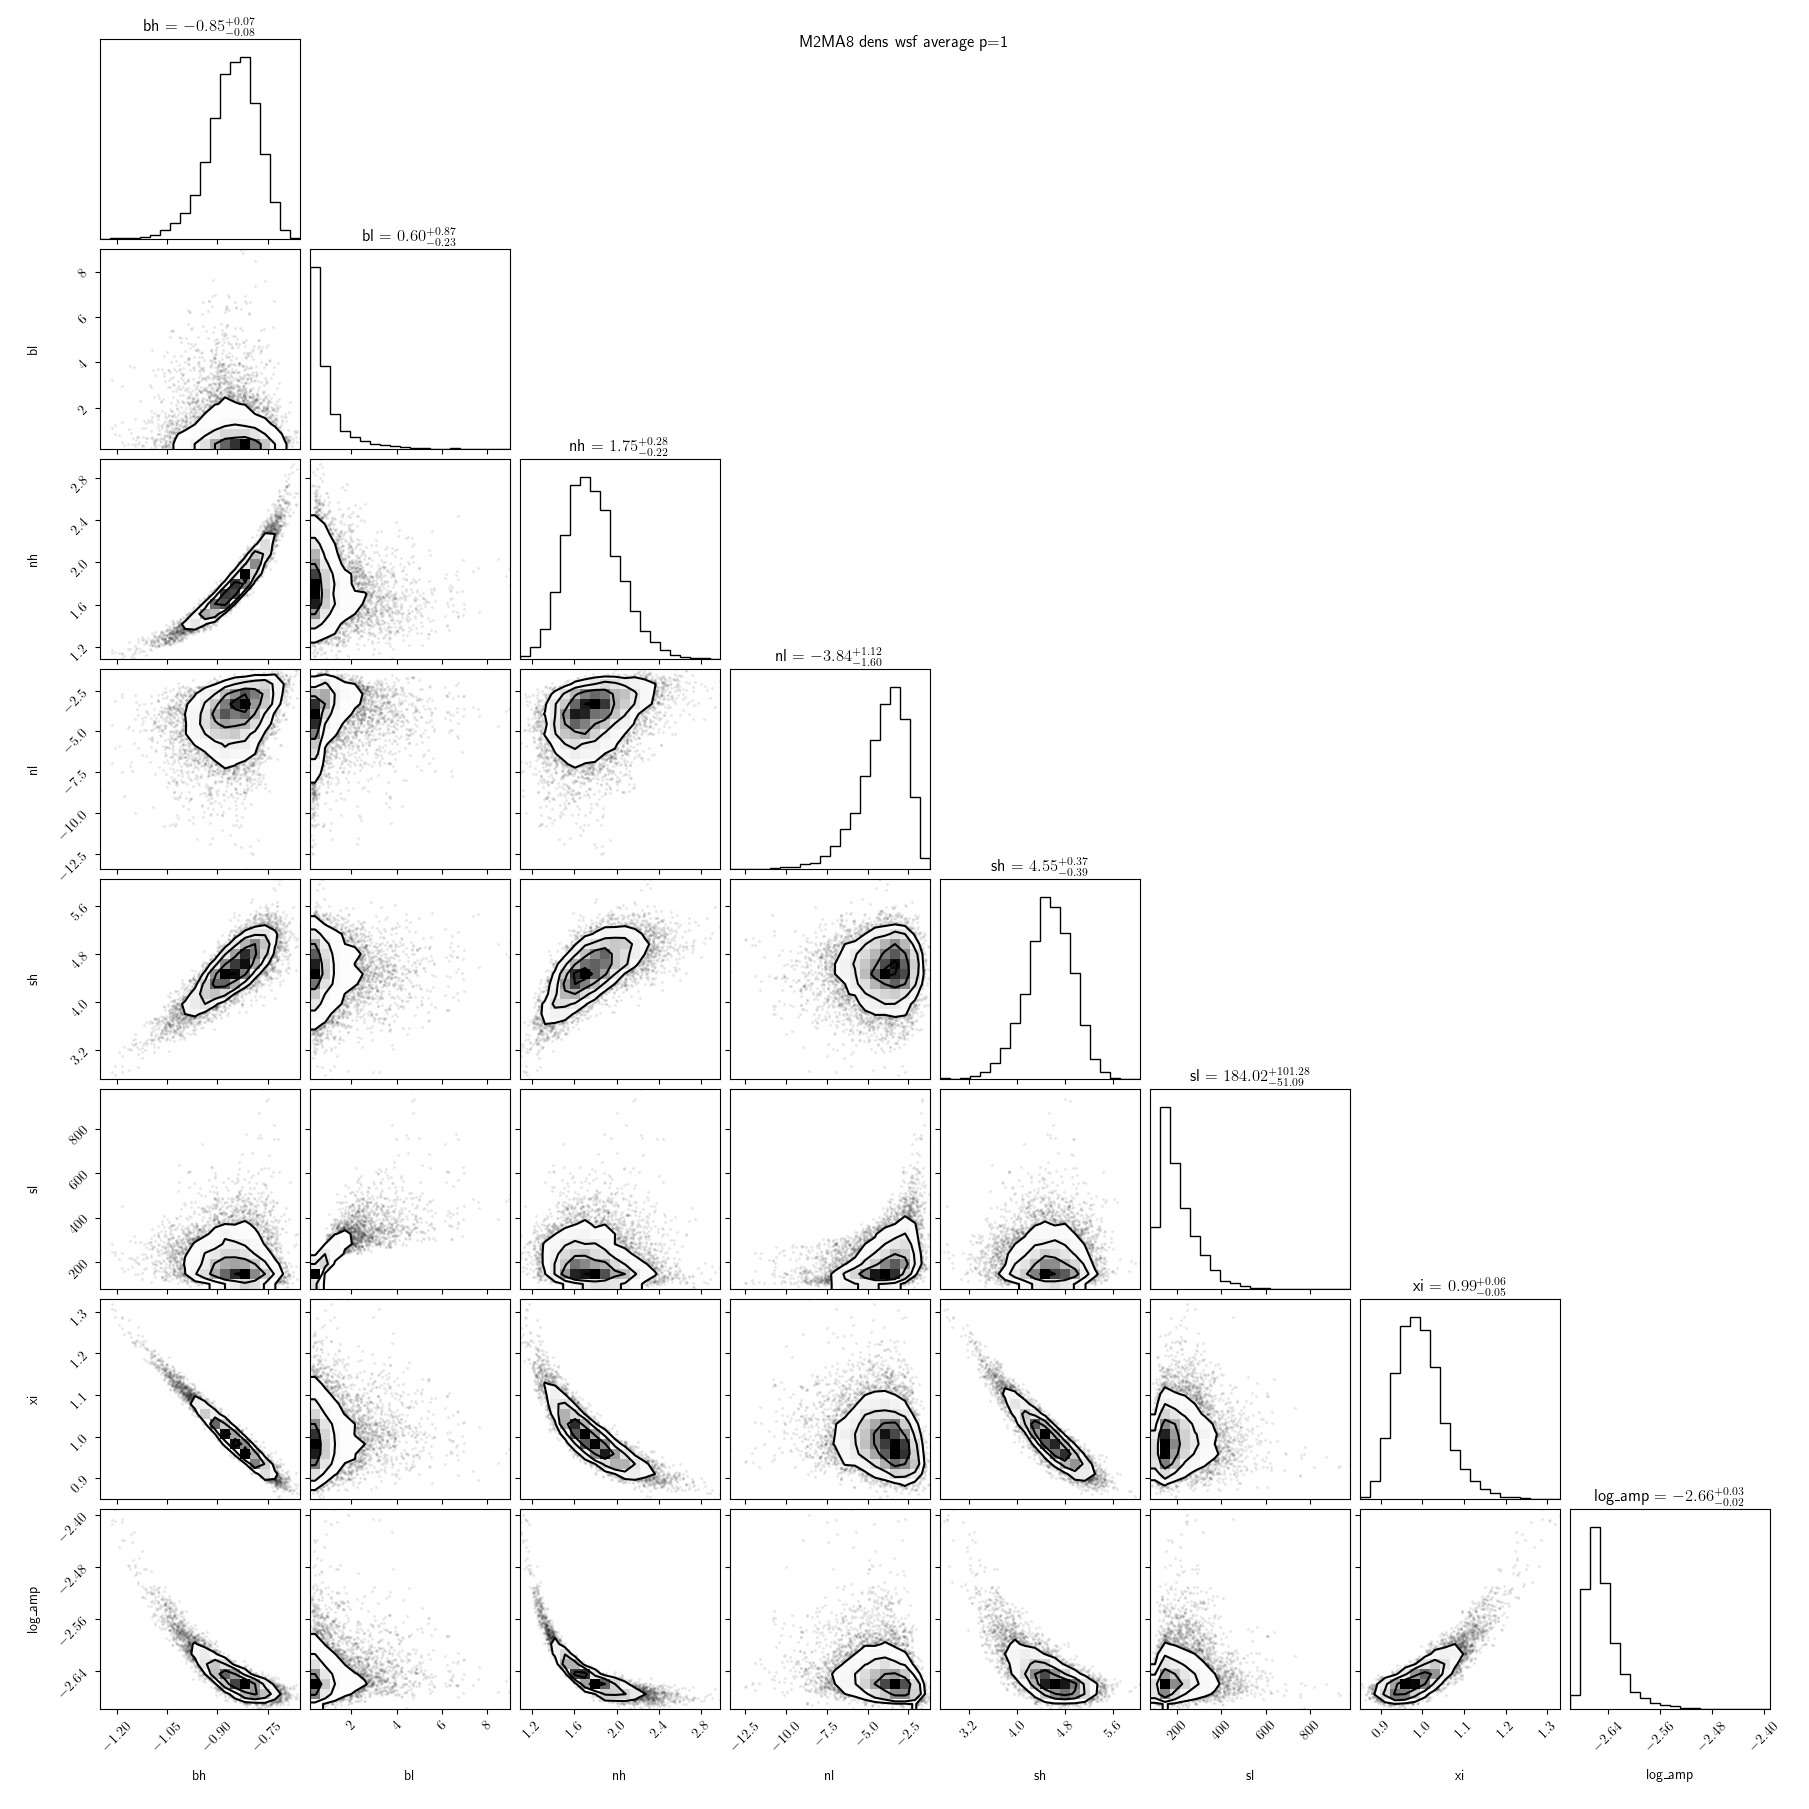 M2MA8 dens wsf average p=1
bh = −0.85 +0.07 −0.08
bl = 0.60 +0.87 −0.23
bl
8
6
4
2
nh = 1.75 +0.28 −0.22
nh
2.8
2.4
2.0
1.6
1.2
nl = −3.84 +1.12 −1.60
nl
−2.5
−5.0
−7.5
−10.0
−12.5
sh = 4.55 +0.37 −0.39
sh
5.6
4.8
4.0
3.2
sl = 184.02 +101.28 −51.09
sl
800
600
400
200
xi = 0.99 +0.06 −0.05
xi
1.3
1.2
1.1
1.0
0.9
log_amp = −2.66 +0.03 −0.02
log_amp
−2.40
−2.48
−2.56
−2.64
−1.20 −1.05 −0.90 −0.75
2 4 6 8
1.2 1.6 2.0 2.4 2.8
−12.5 −10.0 −7.5 −5.0 −2.5
3.2 4.0 4.8 5.6
200 400 600 800
0.9 1.0 1.1 1.2 1.3
−2.64 −2.56 −2.48 −2.40
bh bl nh nl sh sl xi log_amp